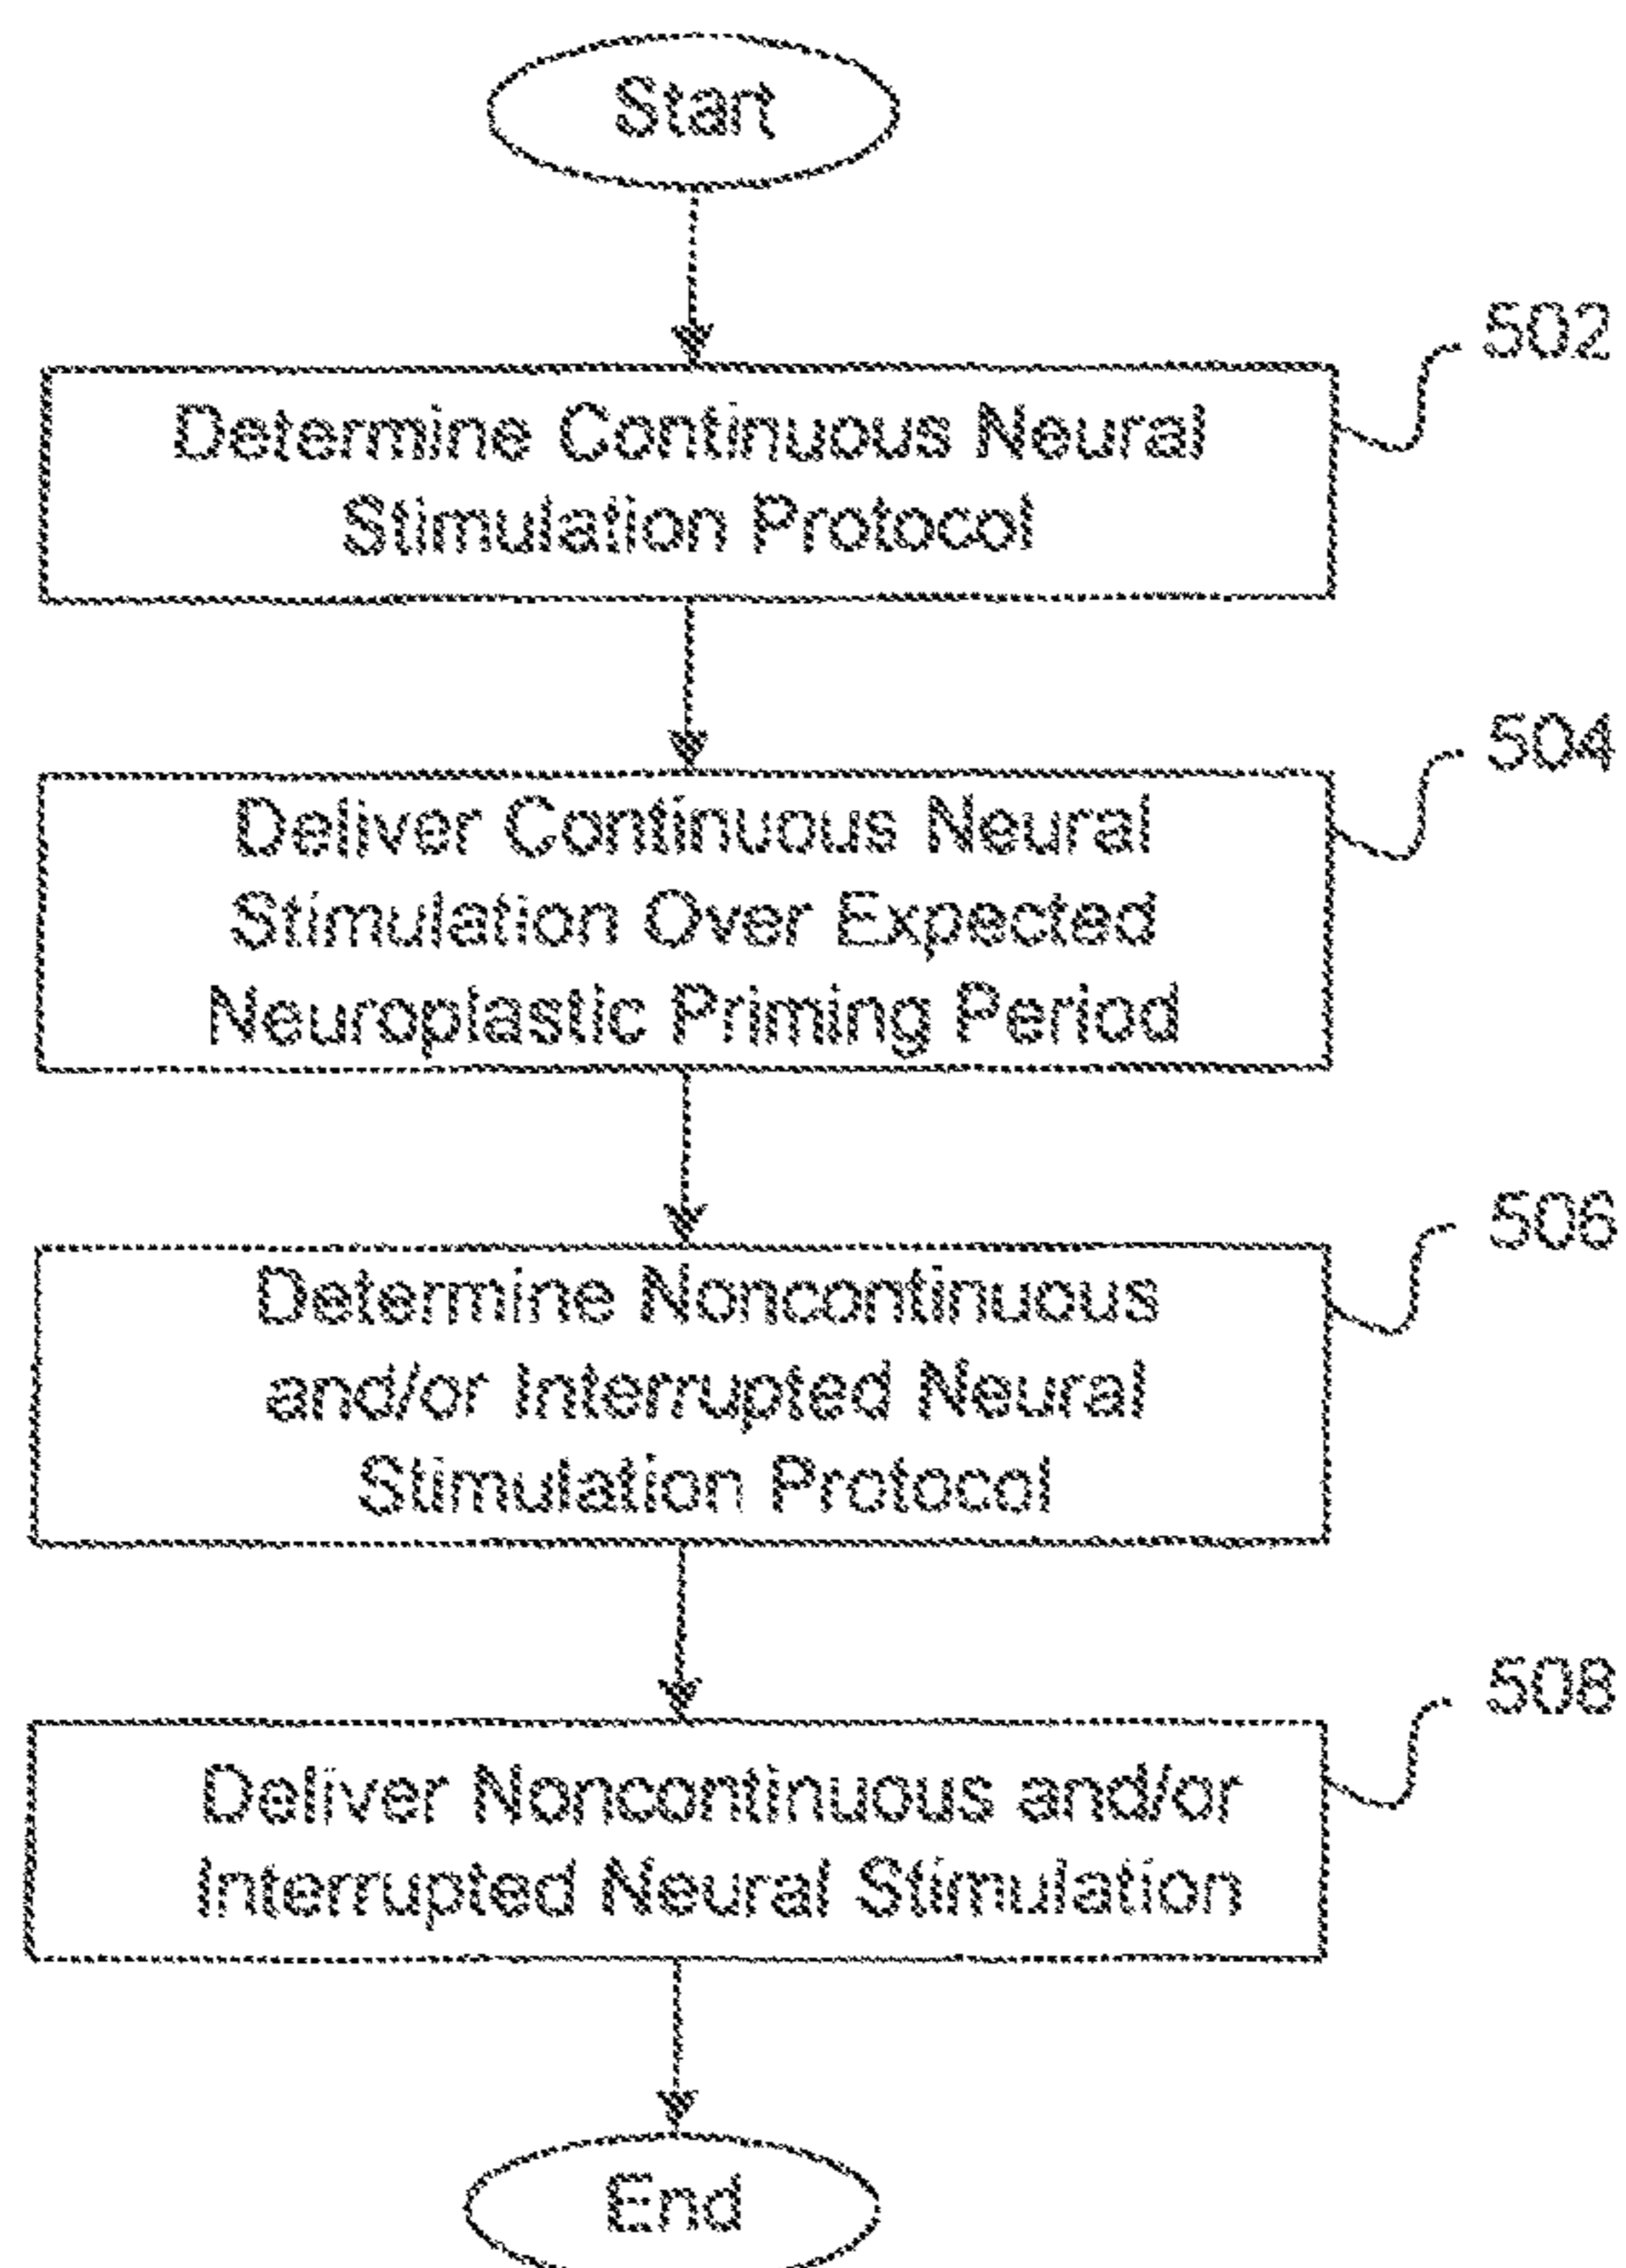 Start
502
Determine Continuous Neural
Stimulation Protocol
504
Deliver Continuous Neural
Stimulation Over Expected
Neuroplastic Priming Period
506
Determine Noncontinuous
and/or Interrupted Neural
Stimulation Protocol
508
Deliver Noncontinuous and/or
Interrupted Neural Stimulation
End